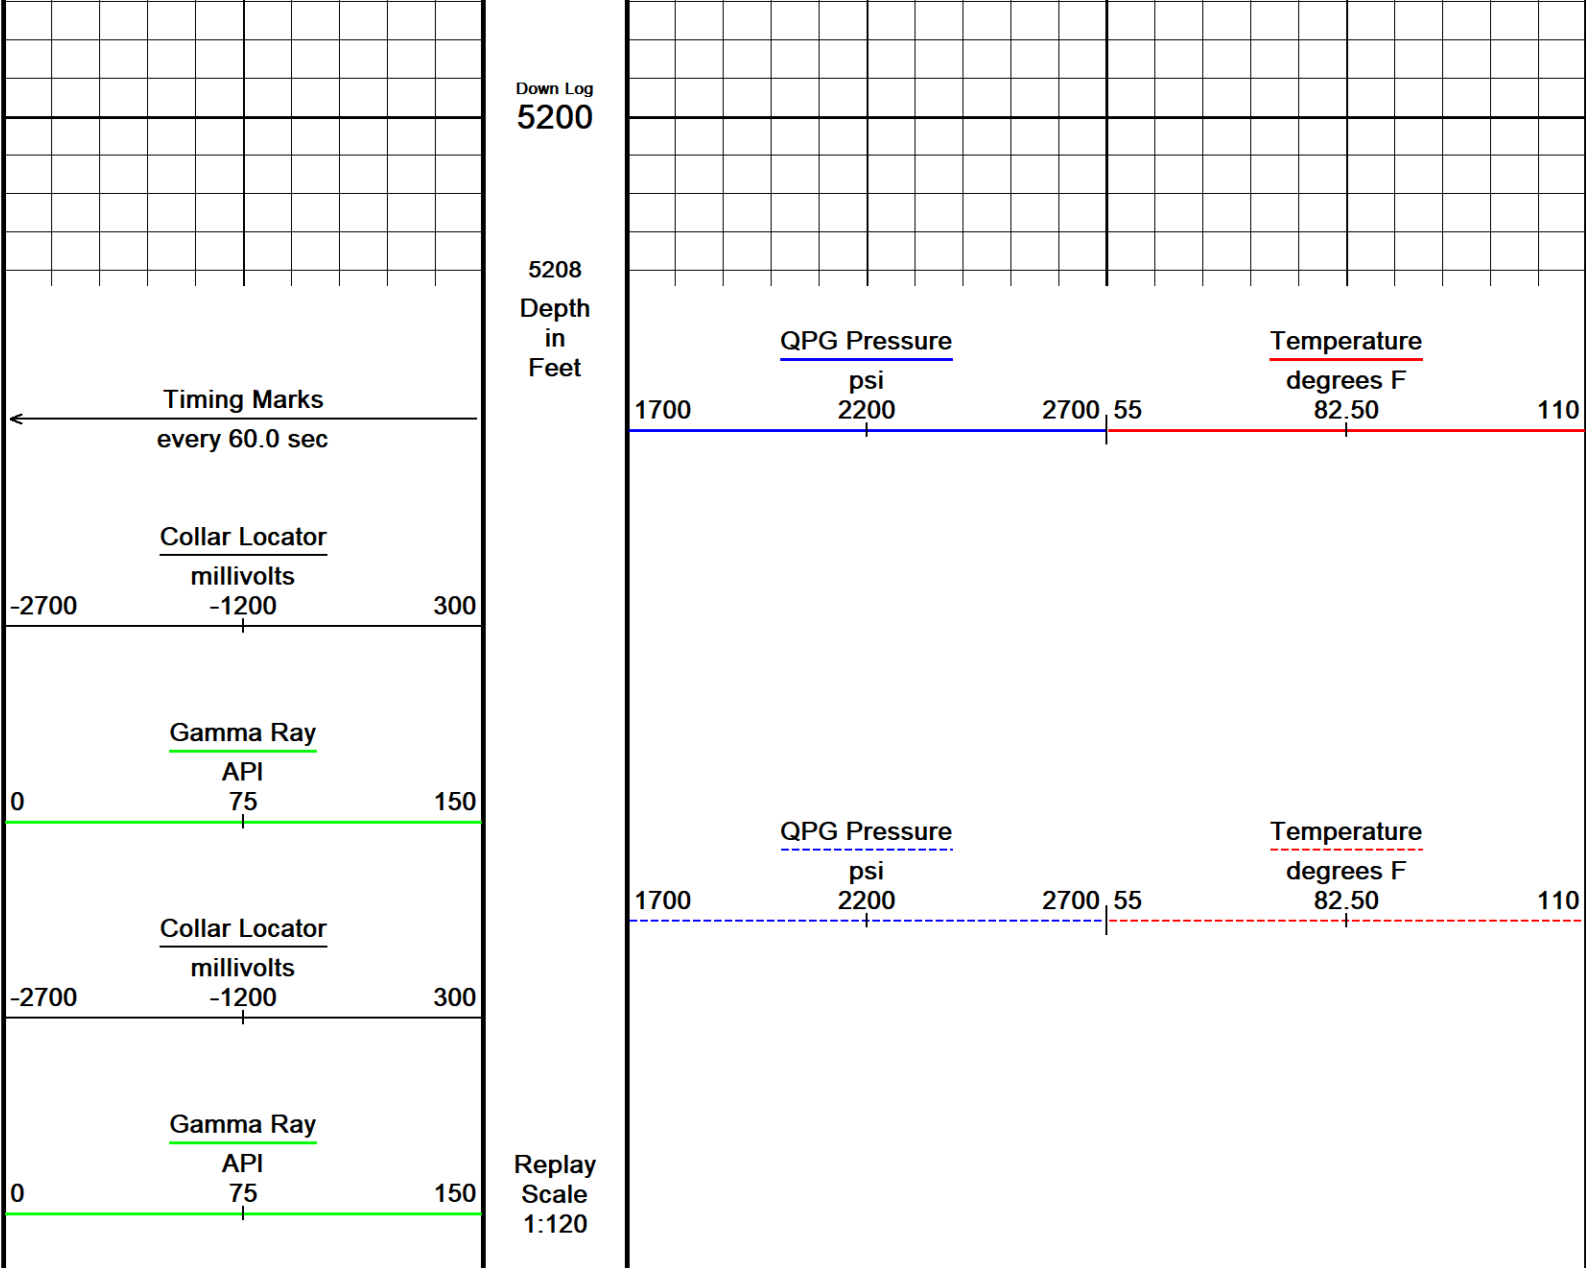 Down Log
5200
5208
Depth
in
Feet
QPG Pressure
psi
1700 2200 2700
Temperature
degrees F
55 82.50 110
Timing Marks
every 60.0 sec
Collar Locator
millivolts
-2700 -1200 300
Gamma Ray
API
0 75 150
QPG Pressure
psi
1700 2200 2700
Temperature
degrees F
55 82.50 110
Collar Locator
millivolts
-2700 -1200 300
Gamma Ray
API
0 75 150
Replay
Scale
1:120